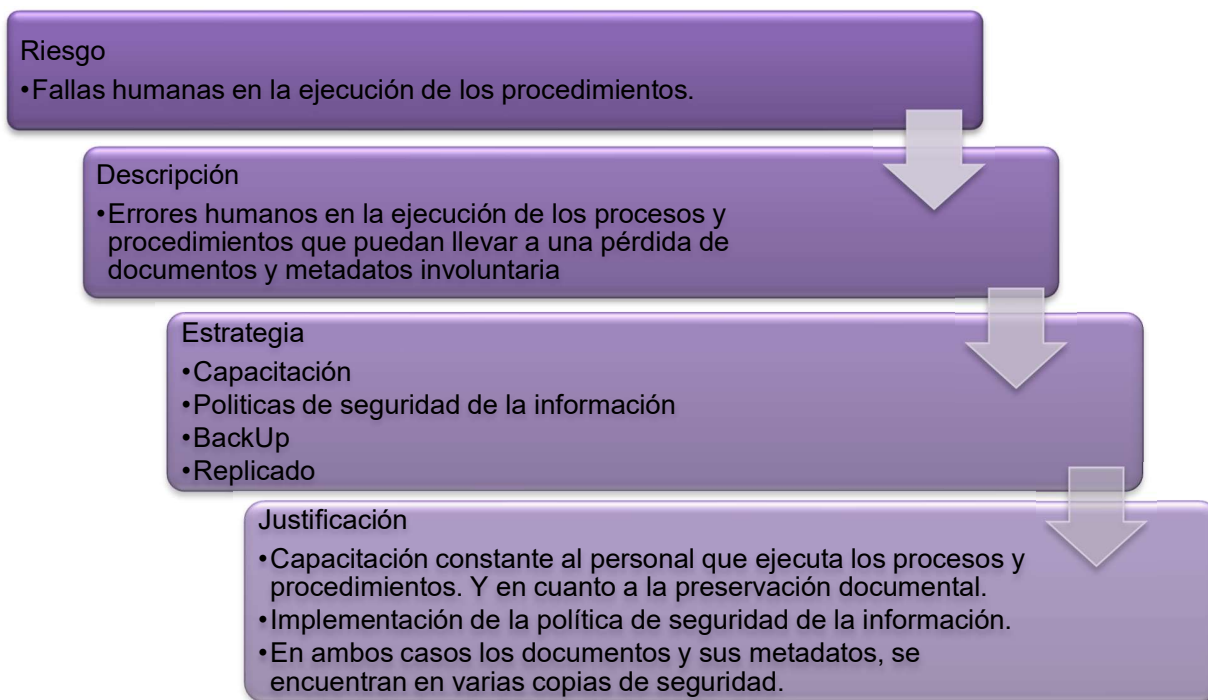 Riesgo
•Fallas humanas en la ejecución de los procedimientos.
Descripción
•Errores humanos en la ejecución de los procesos y
procedimientos que puedan llevar a una pérdida de
documentos y metadatos involuntaria
Estrategia
•Capacitación
•Politicas de seguridad de la información
•BackUp
•Replicado
Justificación
•Capacitación constante al personal que ejecuta los procesos y
procedimientos. Y en cuanto a la preservación documental.
•Implementación de la política de seguridad de la información.
•En ambos casos los documentos y sus metadatos, se
encuentran en varias copias de seguridad.